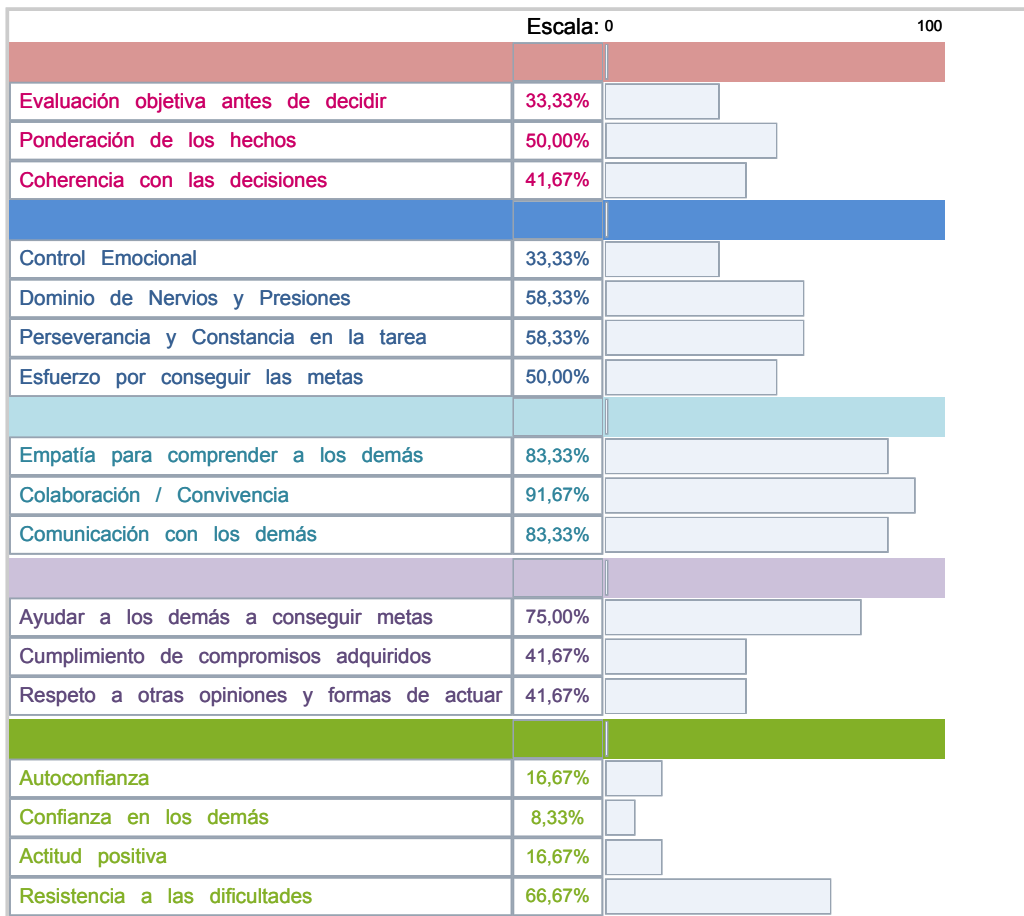 Escala: 0 100
Evaluación objetiva antes de decidir 33,33%
Ponderación de los hechos 50,00%
Coherencia con las decisiones 41,67%
Control Emocional 33,33%
Dominio de Nervios y Presiones 58,33%
Perseverancia y Constancia en la tarea 58,33%
Esfuerzo por conseguir las metas 50,00%
Empatía para comprender a los demás 83,33%
Colaboración / Convivencia 91,67%
Comunicación con los demás 83,33%
Ayudar a los demás a conseguir metas 75,00%
Cumplimiento de compromisos adquiridos 41,67%
Respeto a otras opiniones y formas de actuar 41,67%
Autoconfianza 16,67%
Confianza en los demás 8,33%
Actitud positiva 16,67%
Resistencia a las dificultades 66,67%